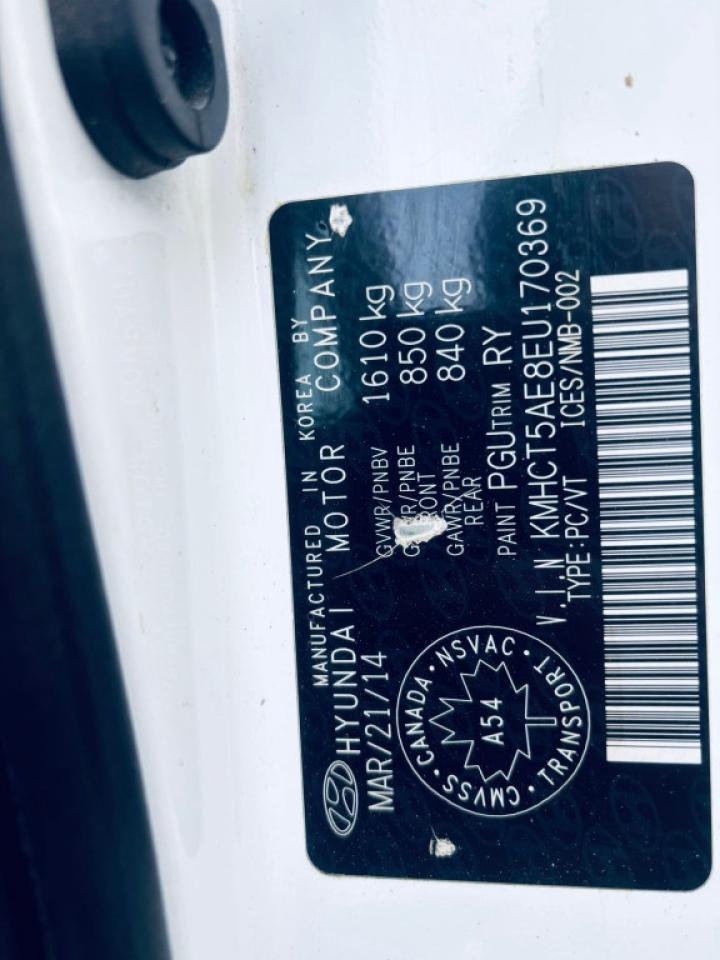 MANUFACTURED IN KOREA BY
HYUNDAI MOTOR COMPANY
MAR/21/14
GVWR/PNBV 1610 kg
GAWR/PNBE FRONT 850 kg
GAWR/PNBE REAR 840 kg
PAINT PGU TRIM RY
V.I.N KMHCT5AE8EU170369
TYPE:PC/VT ICES/NMB-002
CMVSS · CANADA · NSVAC · TRANSPORT ·
A54